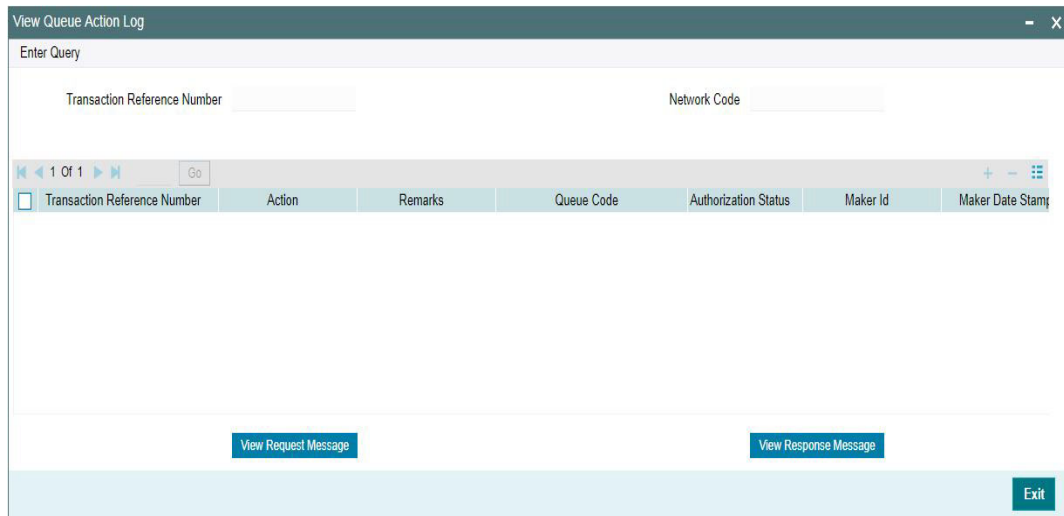 View Queue Action Log
Enter Query
Transaction Reference Number Network Code
1 Of 1 Go
Transaction Reference Number Action Remarks Queue Code Authorization Status Maker Id Maker Date Stamp
View Request Message View Response Message
Exit